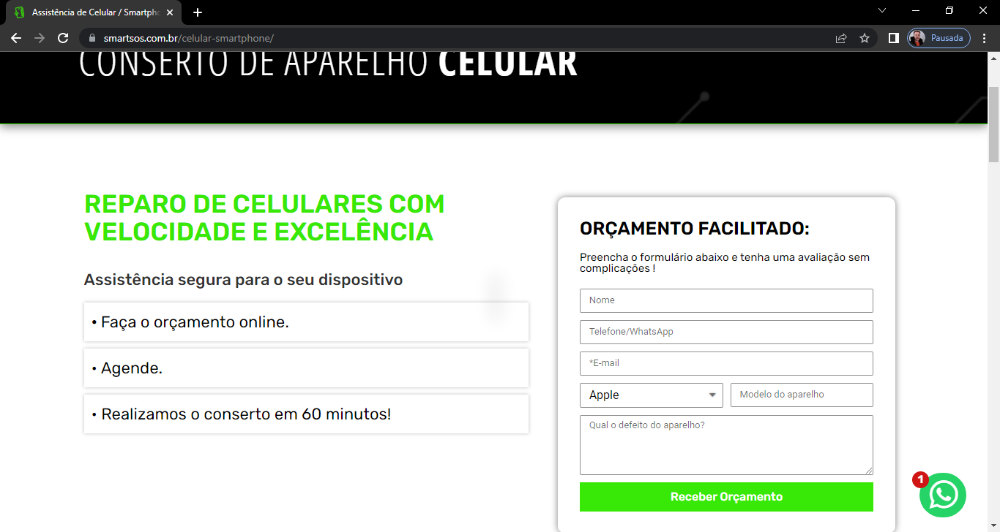 Assistência de Celular / Smartpho
Pausada
smartsos.com.br/celular-smartphone/
CONSERTO DE APARELHO CELULAR
REPARO DE CELULARES COM
VELOCIDADE E EXCELÊNCIA
Assistência segura para o seu dispositivo
• Faça o orçamento online.
• Agende.
• Realizamos o conserto em 60 minutos!
ORÇAMENTO FACILITADO:
Preencha o formulário abaixo e tenha uma avaliação sem
complicações !
Nome
Telefone/WhatsApp
*E-mail
Apple
Modelo do aparelho
Qual o defeito do aparelho?
Receber Orçamento
1